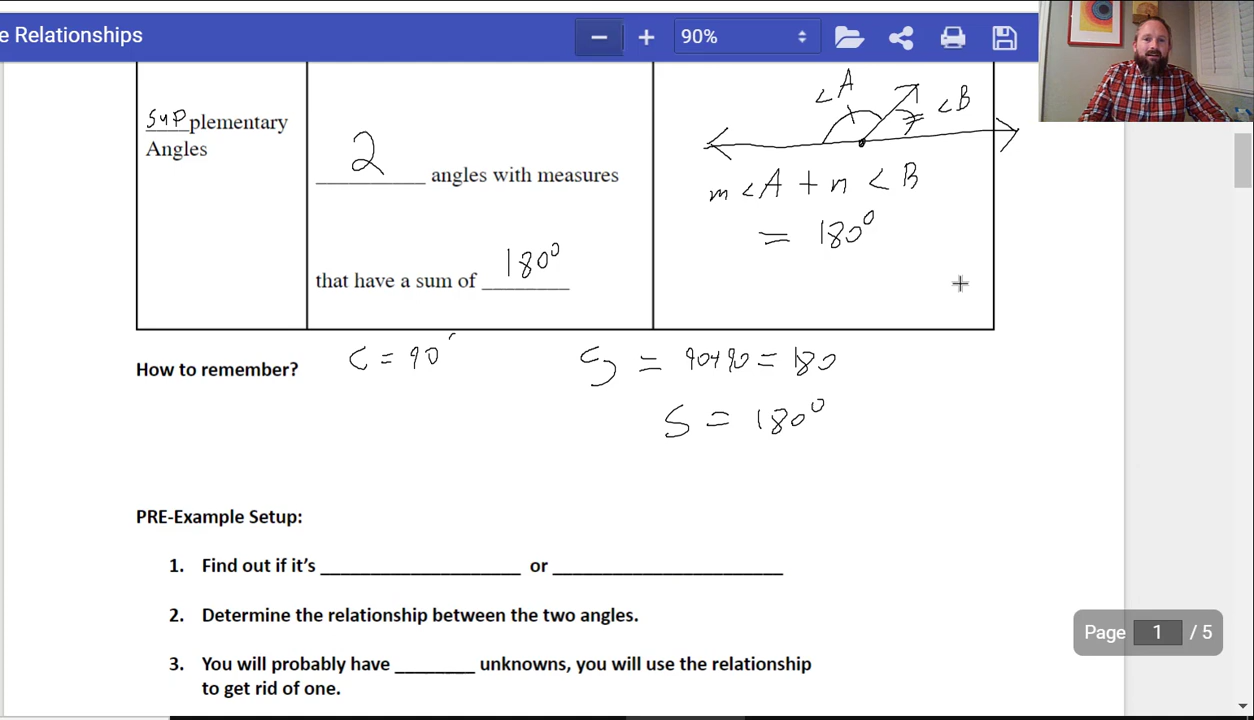 e Relationships
90%
∠A
∠B
Supplementary
Angles
2
angles with measures
m∠A + m∠B
= 180°
180°
that have a sum of
How to remember?
C = 90°
S = 90+90 = 180
S = 180°
PRE-Example Setup:
1. Find out if it's ____________________ or _______________________
2. Determine the relationship between the two angles.
3. You will probably have ________ unknowns, you will use the relationship
to get rid of one.
Page 1 / 5